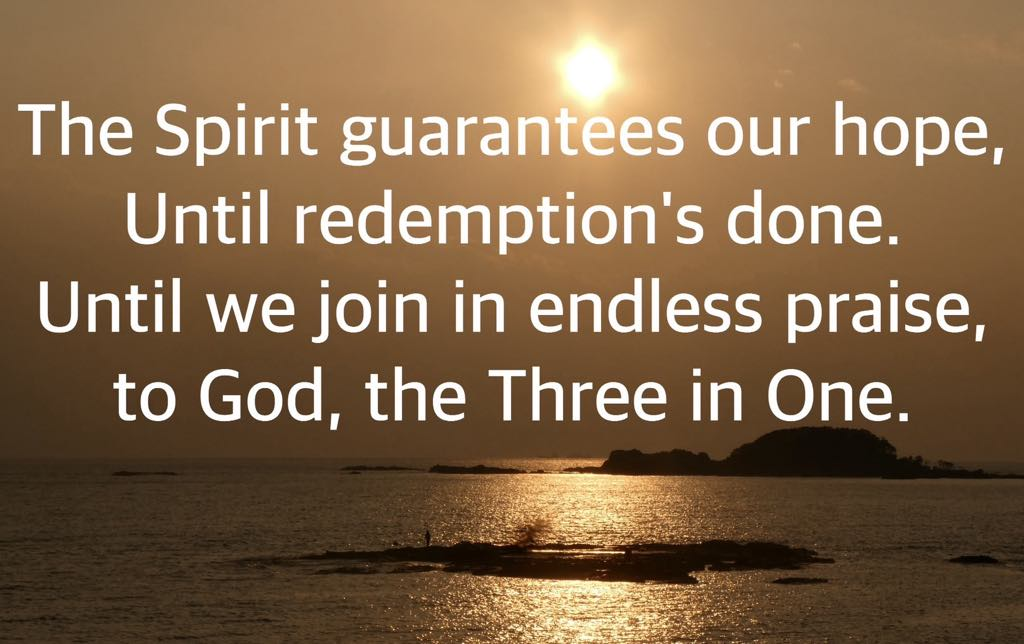 The Spirit guarantees our hope,
Until redemption's done.
Until we join in endless praise,
to God, the Three in One.